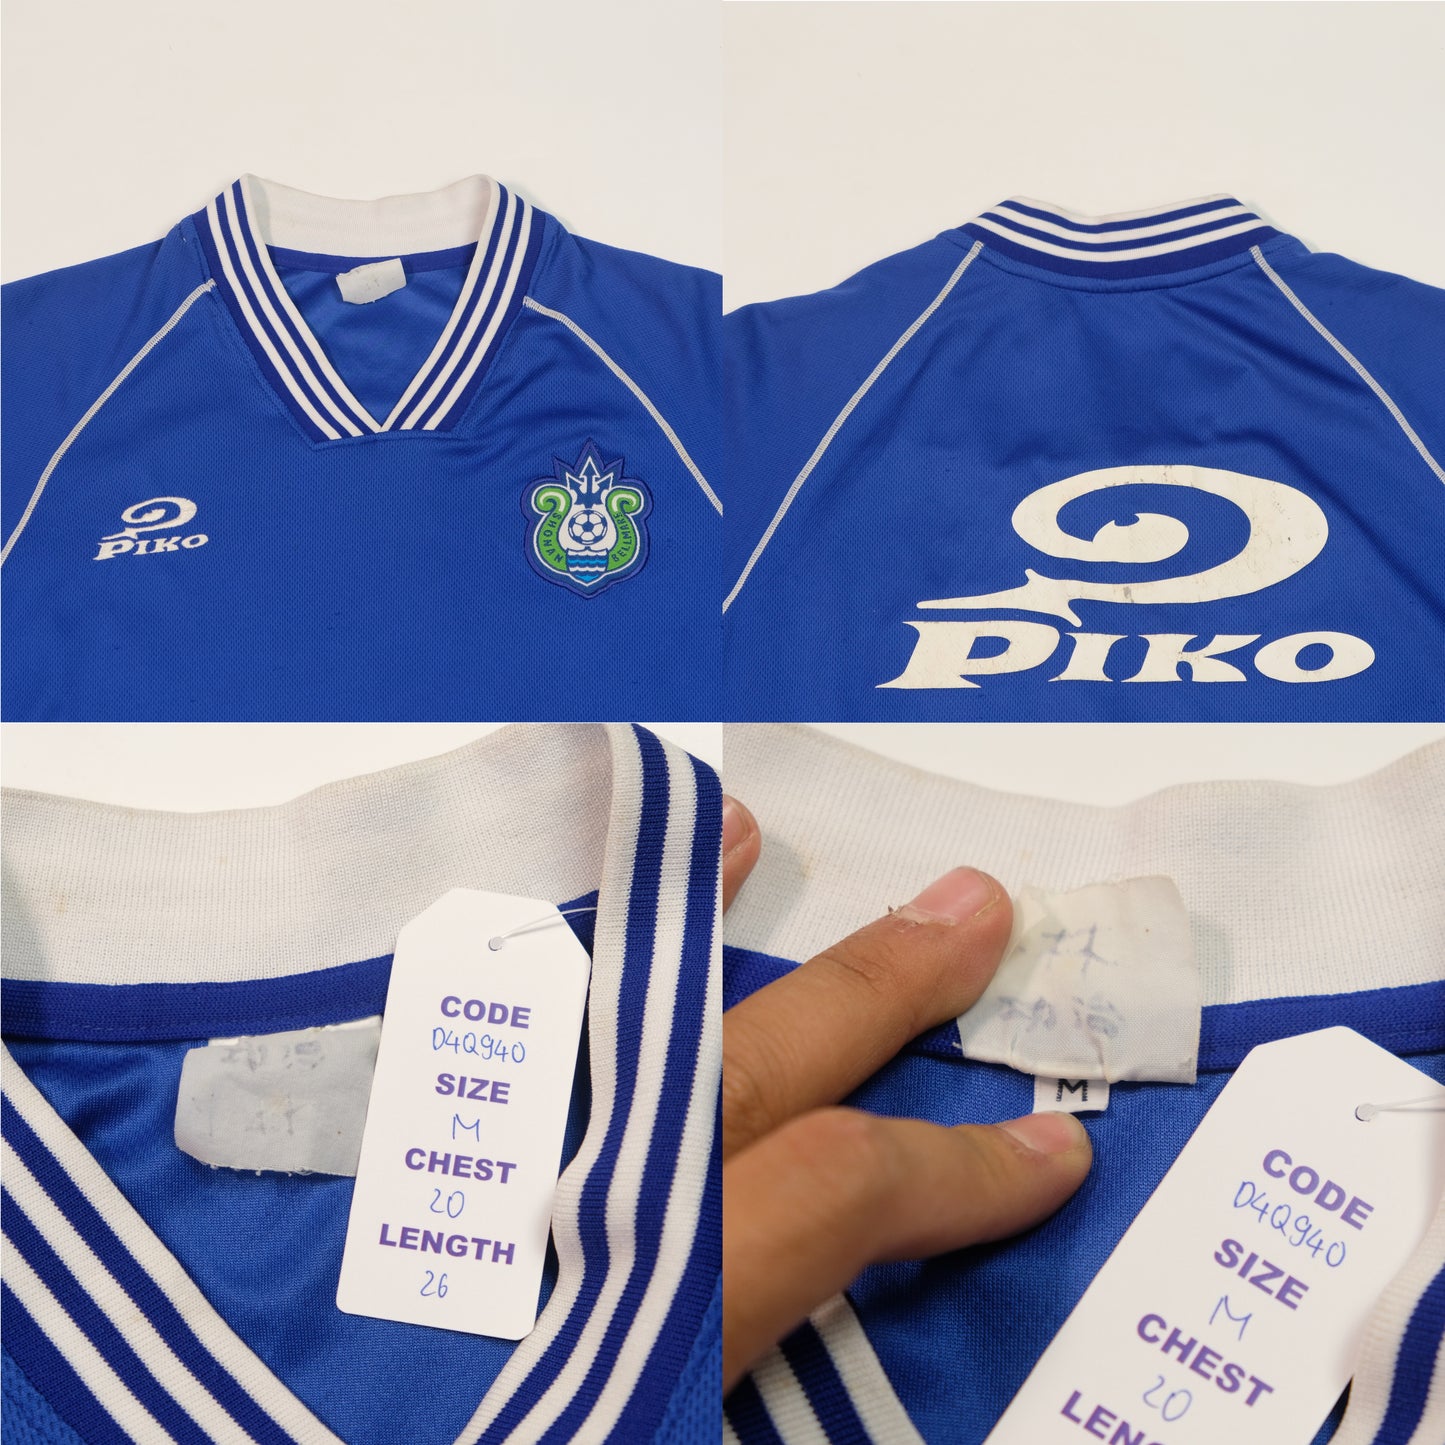 PIKO
SHONAN
BELLMARE
PIKO
CODE
D4Q940
SIZE
M
CHEST
20
LENGTH
26
M
CODE
D4Q940
SIZE
M
CHEST
20